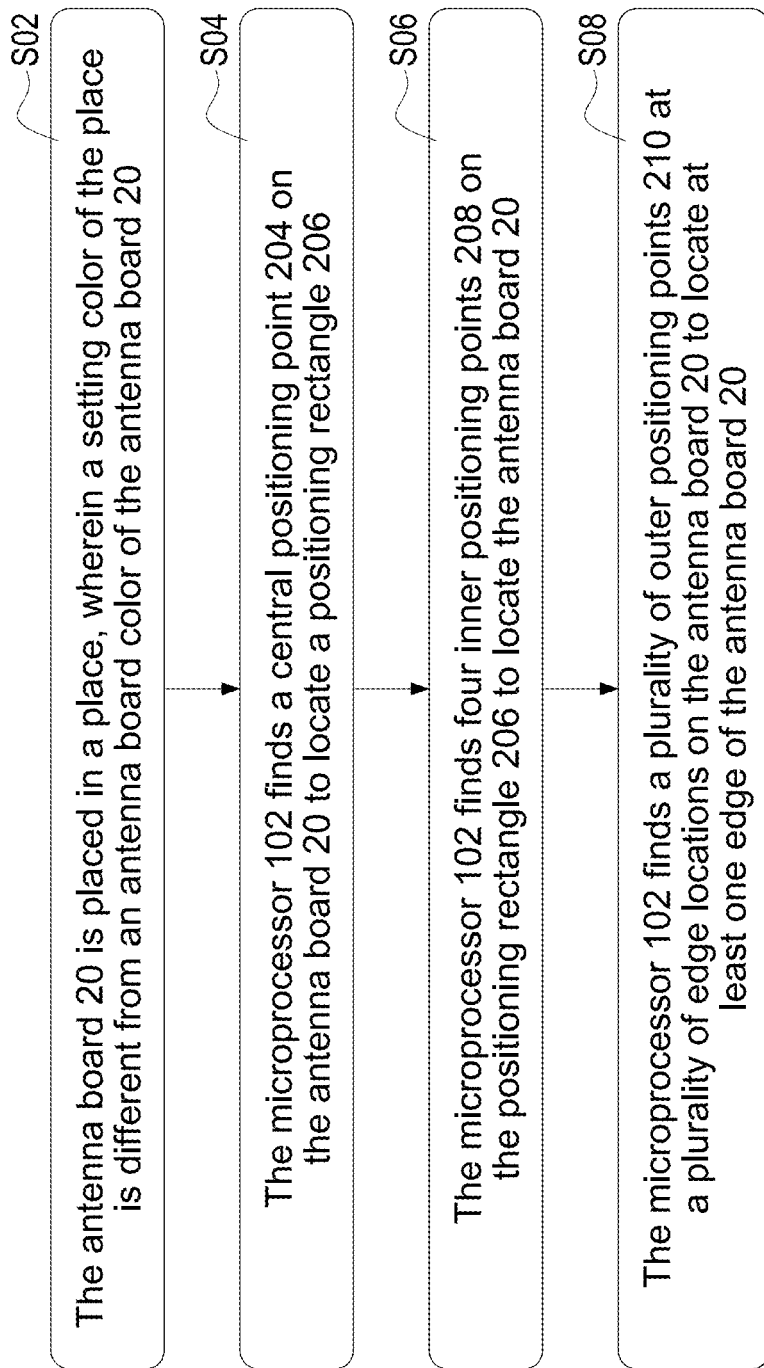 S02
The antenna board 20 is placed in a place, wherein a setting color of the place
is different from an antenna board color of the antenna board 20
S04
The microprocessor 102 finds a central positioning point 204 on
the antenna board 20 to locate a positioning rectangle 206
S06
The microprocessor 102 finds four inner positioning points 208 on
the positioning rectangle 206 to locate the antenna board 20
S08
The microprocessor 102 finds a plurality of outer positioning points 210 at
a plurality of edge locations on the antenna board 20 to locate at
least one edge of the antenna board 20